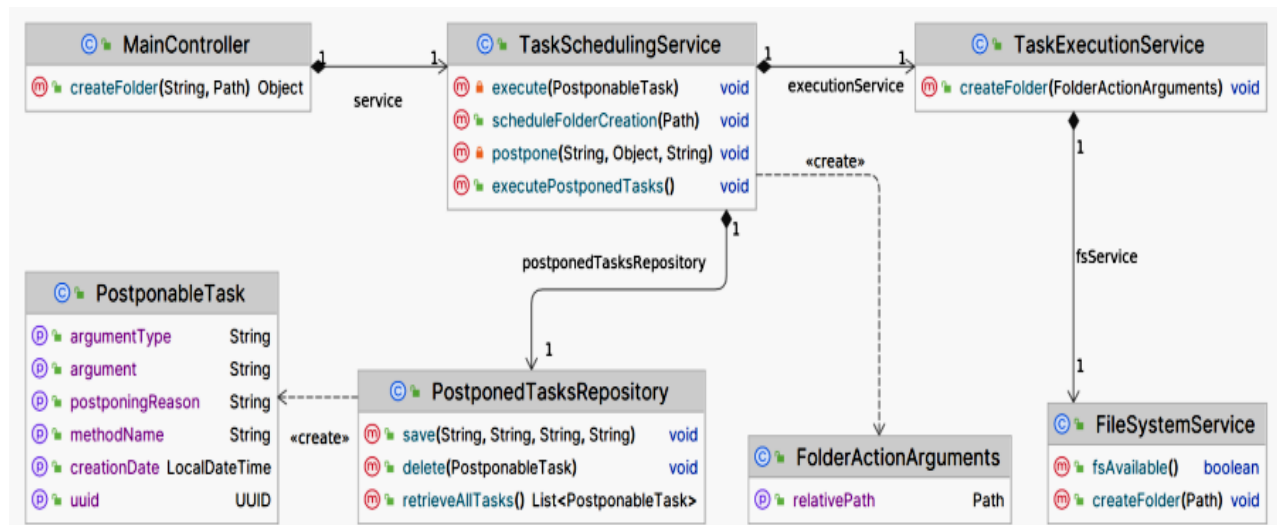 MainController
createFolder(String, Path) Object
1
1
service
TaskSchedulingService
execute(PostponableTask) void
scheduleFolderCreation(Path) void
postpone(String, Object, String) void
executePostponedTasks() void
1
1
executionService
TaskExecutionService
createFolder(FolderActionArguments) void
«create»
1
fsService
1
1
postponedTasksRepository
1
PostponableTask
argumentType String
argument String
postponingReason String
methodName String
creationDate LocalDateTime
uuid UUID
«create»
PostponedTasksRepository
save(String, String, String, String) void
delete(PostponableTask) void
retrieveAllTasks() List<PostponableTask>
FolderActionArguments
relativePath Path
FileSystemService
fsAvailable() boolean
createFolder(Path) void